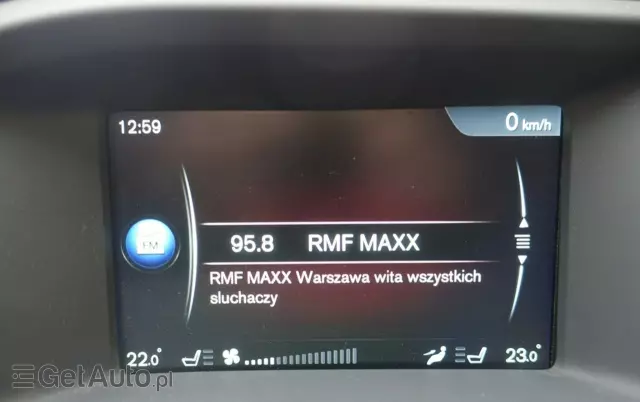 12:59
0 km/h
FM
95.8 RMF MAXX
RMF MAXX Warszawa wita wszystkich
sluchaczy
22.0° 23.0°
GetAuto.pl